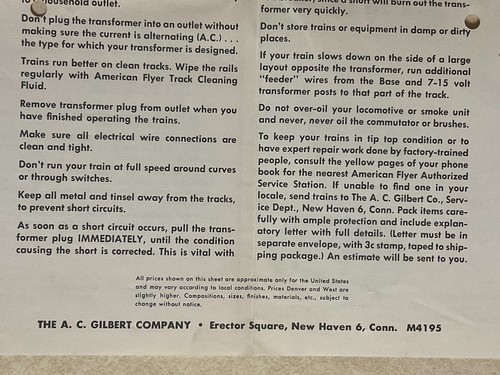 household outlet.
Don't plug the transformer into an outlet without
making sure the current is alternating (A.C.) . . .
the type for which your transformer is designed.
Trains run better on clean tracks. Wipe the rails
regularly with American Flyer Track Cleaning
Fluid.
Remove transformer plug from outlet when you
have finished operating the trains.
Make sure all electrical wire connections are
clean and tight.
Don't run your train at full speed around curves
or through switches.
Keep all metal and tinsel away from the tracks,
to prevent short circuits.
As soon as a short circuit occurs, pull the trans-
former plug IMMEDIATELY, until the condition
causing the short is corrected. This is vital with
since a short will burn out the trans-
former very quickly.
Don't store trains or equipment in damp or dirty
places.
If your train slows down on the side of a large
layout opposite the transformer, run additional
"feeder" wires from the Base and 7-15 volt
transformer posts to that part of the track.
Do not over-oil your locomotive or smoke unit
and never, never oil the commutator or brushes.
To keep your trains in tip top condition or to
have expert repair work done by factory-trained
people, consult the yellow pages of your phone
book for the nearest American Flyer Authorized
Service Station. If unable to find one in your
locale, send trains to The A. C. Gilbert Co., Serv-
ice Dept., New Haven 6, Conn. Pack items care-
fully with ample protection and include explan-
atory letter with full details. (Letter must be in
separate envelope, with 3c stamp, taped to ship-
ping package.) An estimate will be sent to you.
All prices shown on this sheet are approximate only for the United States
and may vary according to local conditions. Prices Denver and West are
slightly higher. Compositions, sizes, finishes, materials, etc., subject to
change without notice.
THE A. C. GILBERT COMPANY • Erector Square, New Haven 6, Conn. M4195